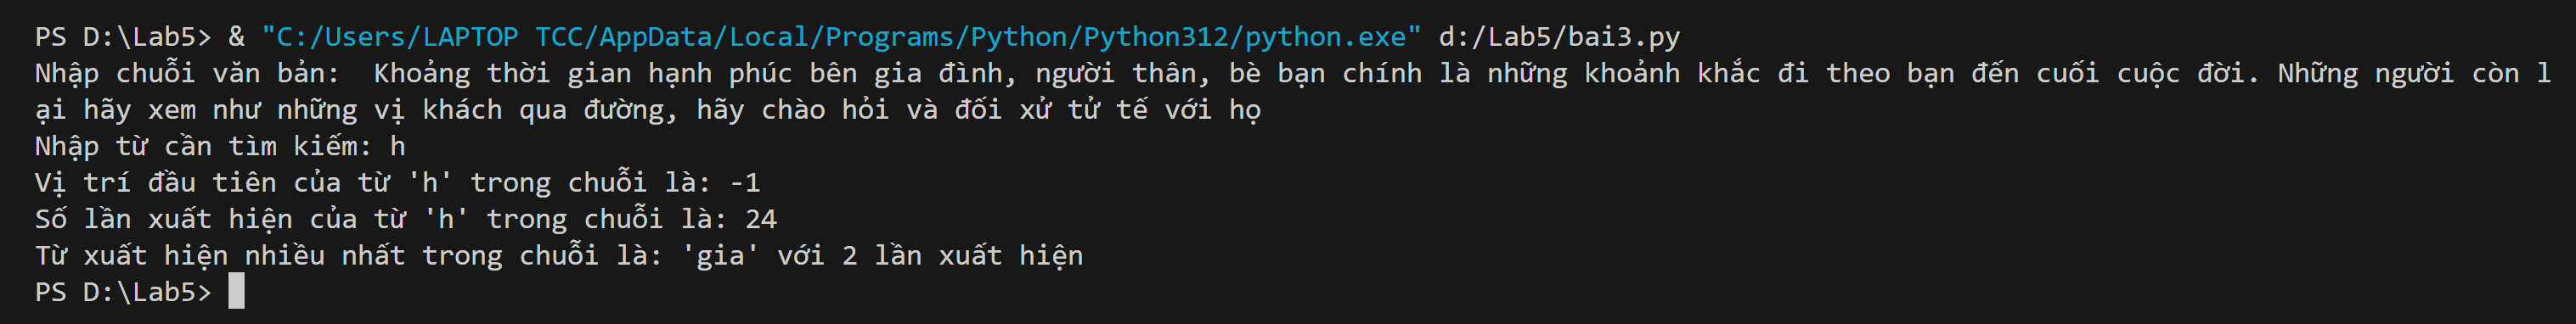 PS D:\Lab5> & "C:/Users/LAPTOP TCC/AppData/Local/Programs/Python/Python312/python.exe" d:/Lab5/bai3.py
Nhập chuỗi văn bản:  Khoảng thời gian hạnh phúc bên gia đình, người thân, bè bạn chính là những khoảnh khắc đi theo bạn đến cuối cuộc đời. Những người còn l
ại hãy xem như những vị khách qua đường, hãy chào hỏi và đối xử tử tế với họ
Nhập từ cần tìm kiếm: h
Vị trí đầu tiên của từ 'h' trong chuỗi là: -1
Số lần xuất hiện của từ 'h' trong chuỗi là: 24
Từ xuất hiện nhiều nhất trong chuỗi là: 'gia' với 2 lần xuất hiện
PS D:\Lab5>